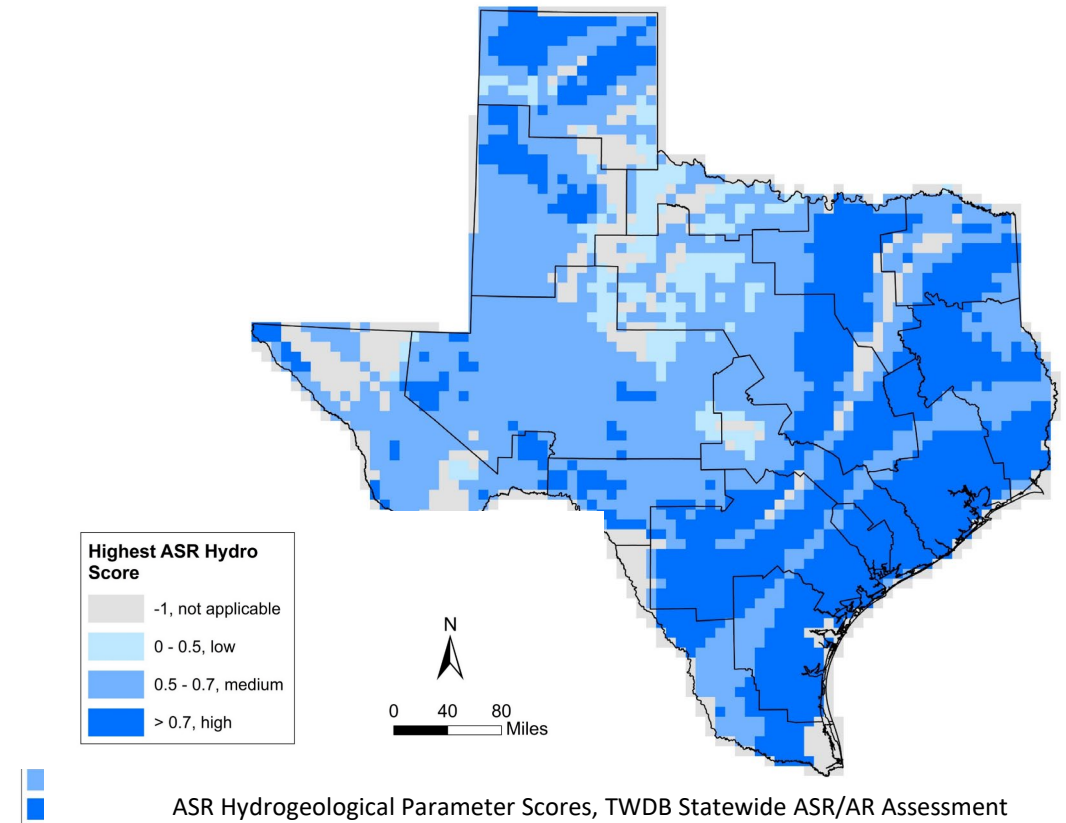 Highest ASR Hydro
Score
-1, not applicable
0 - 0.5, low
0.5 - 0.7, medium
> 0.7, high
N
0 40 80
Miles
ASR Hydrogeological Parameter Scores, TWDB Statewide ASR/AR Assessment